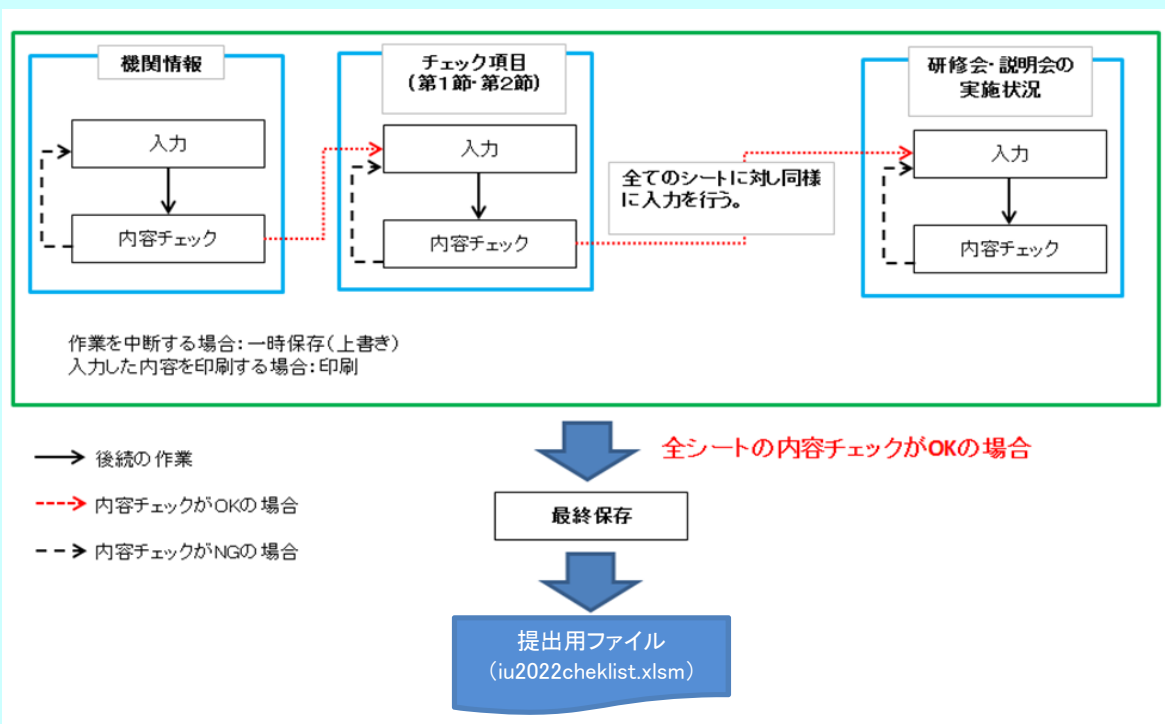 機関情報
入力
内容チェック
チェック項目
(第1節・第2節)
入力
内容チェック
全てのシートに対し同様
に入力を行う。
研修会・説明会の
実施状況
入力
内容チェック
作業を中断する場合：一時保存（上書き）
入力した内容を印刷する場合：印刷
後続の作業
内容チェックがOKの場合
内容チェックがNGの場合
全シートの内容チェックがOKの場合
最終保存
提出用ファイル
（iu2022cheklist.xlsm）